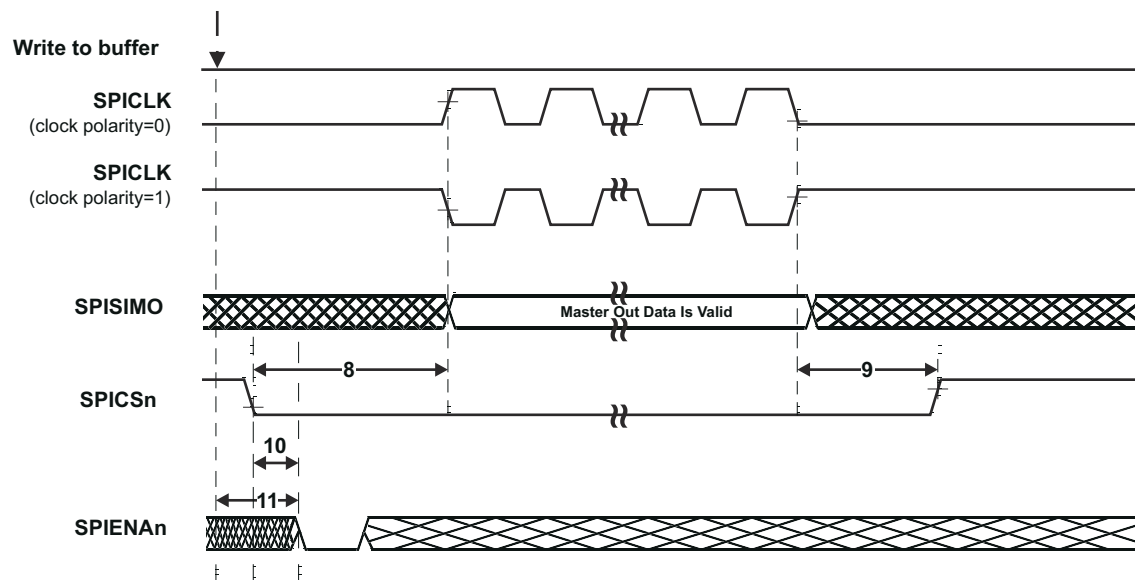 Write to buffer
SPICLK
(clock polarity=0)
SPICLK
(clock polarity=1)
SPISIMO
Master Out Data Is Valid
8
9
SPICSn
10
11
SPIENAn